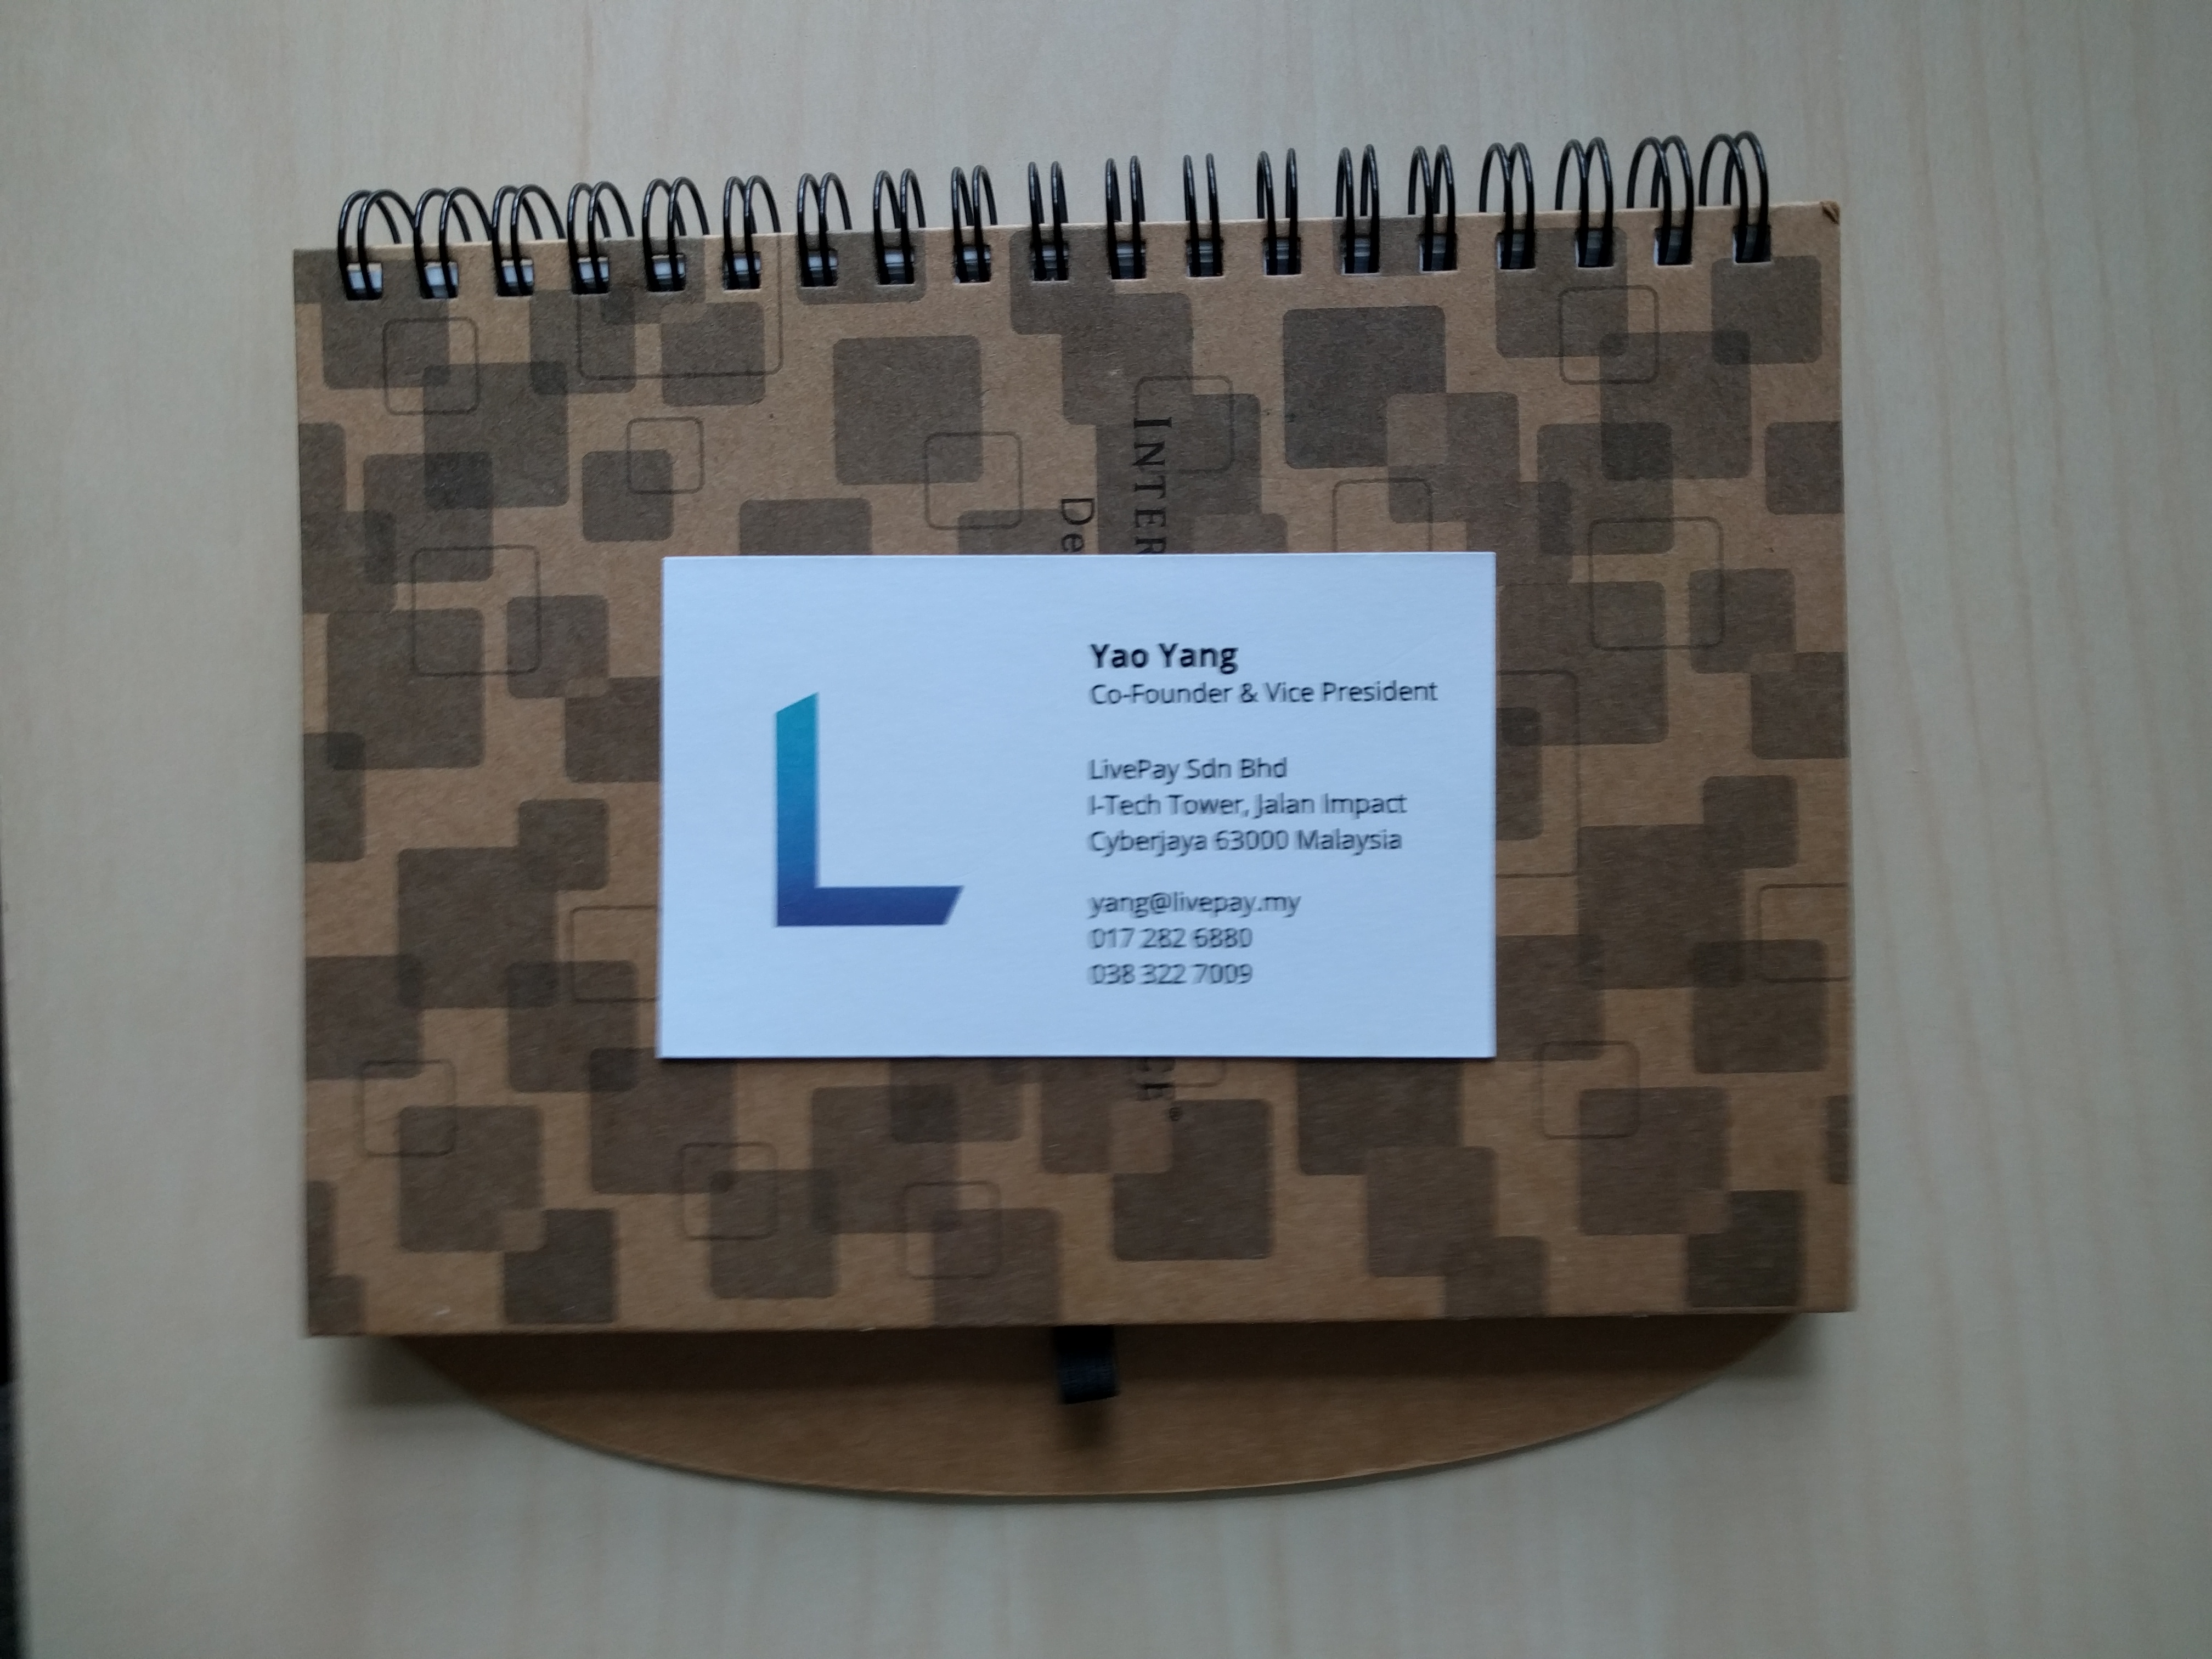 INTER
De
Yao Yang
Co-Founder & Vice President
LivePay Sdn Bhd
I-Tech Tower, Jalan Impact
Cyberjaya 63000 Malaysia
yang@livepay.my
017 282 6880
038 322 7009
CE®